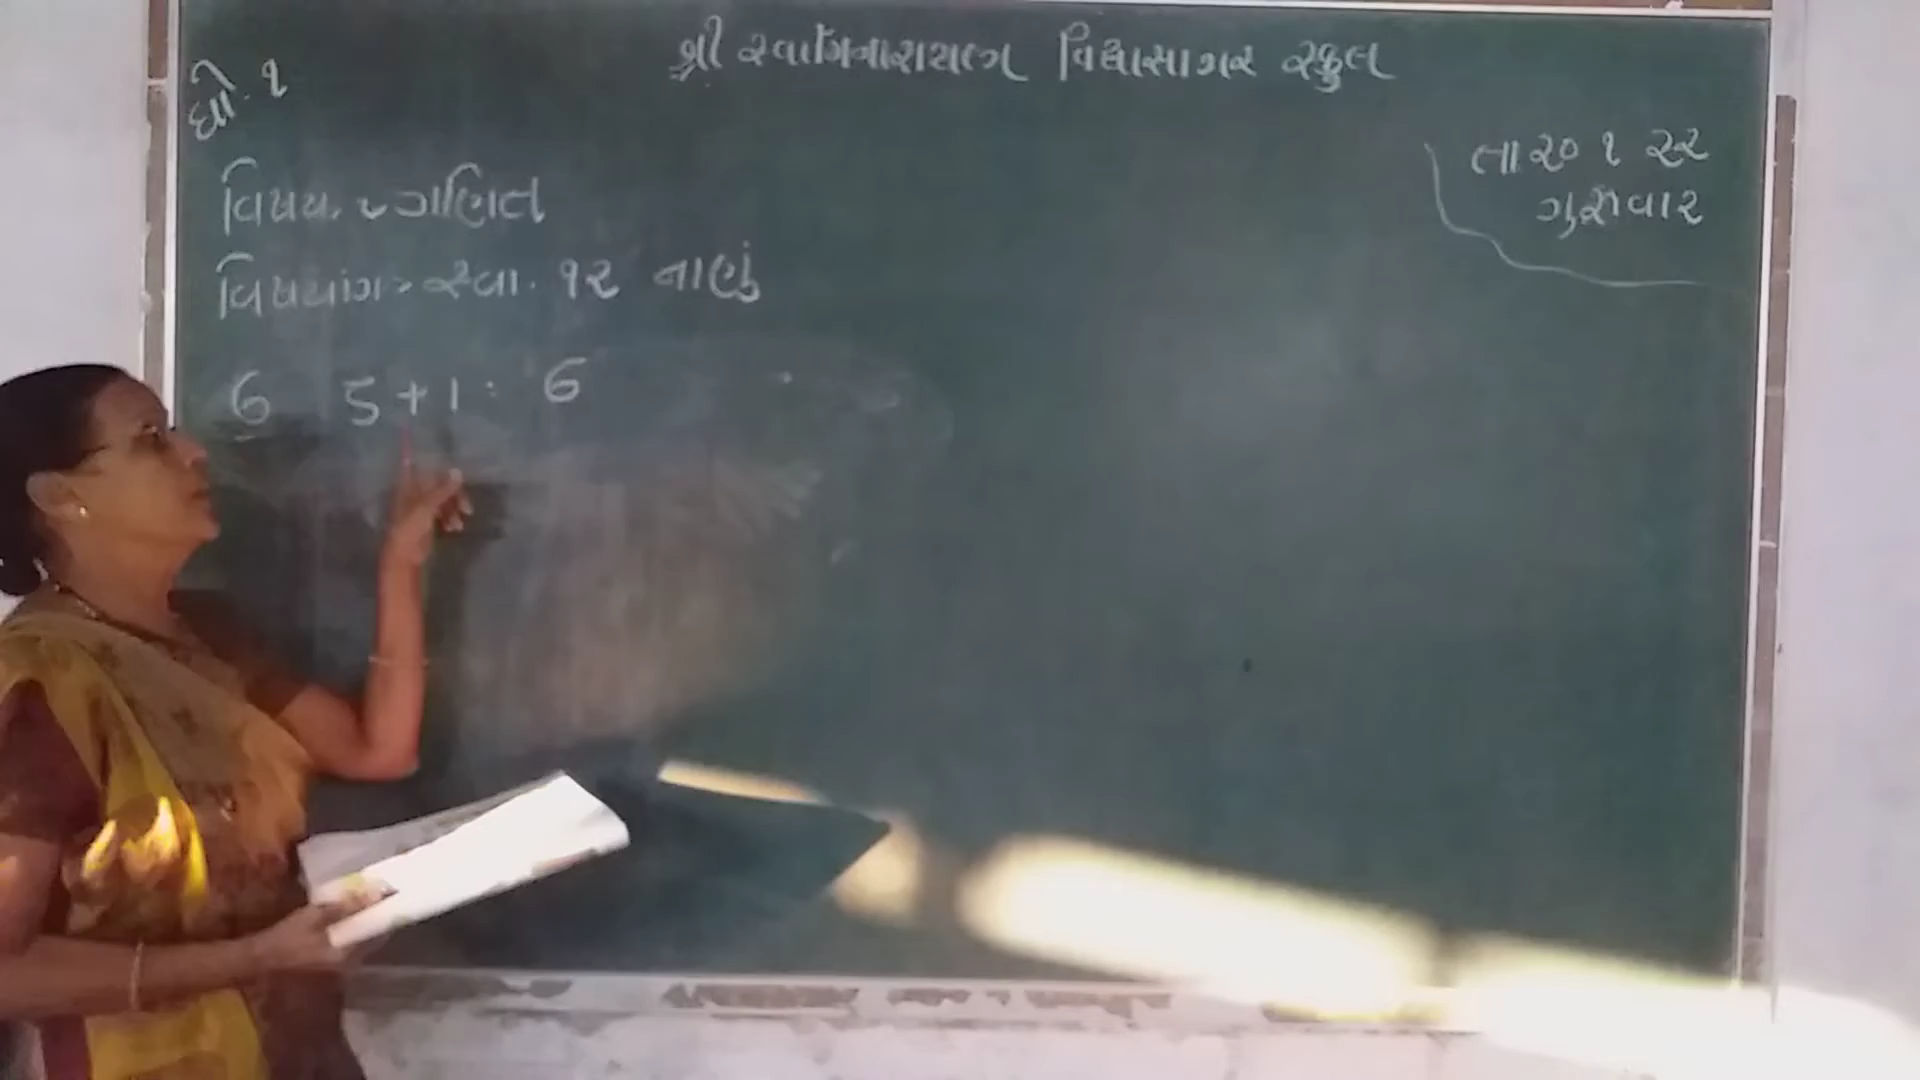 શ્રી સ્વામિનારાયણ વિદ્યાસાગર સ્કુલ
ધો. ૧
તા ૨૦ ૧ ૨૨
ગુરુવાર
વિષય - ગણિત
વિષયાંગ - સ્વા. ૧૨ નાણું
6 5+1= 6